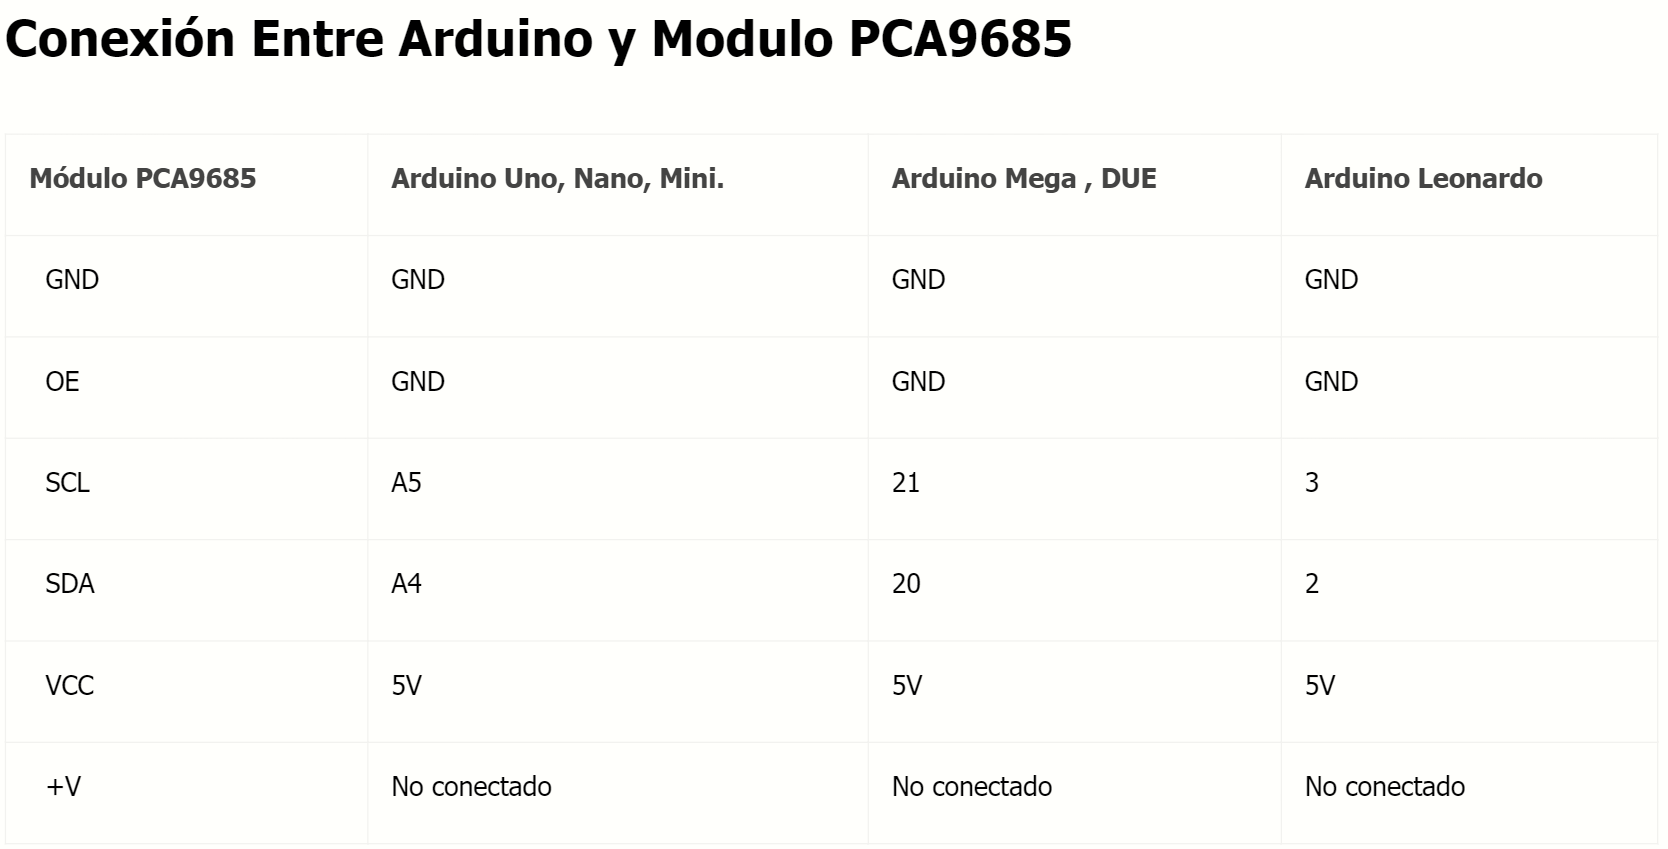 Conexión Entre Arduino y Modulo PCA9685
Módulo PCA9685 Arduino Uno, Nano, Mini. Arduino Mega , DUE Arduino Leonardo
GND GND GND GND
OE GND GND GND
SCL A5 21 3
SDA A4 20 2
VCC 5V 5V 5V
+V No conectado No conectado No conectado